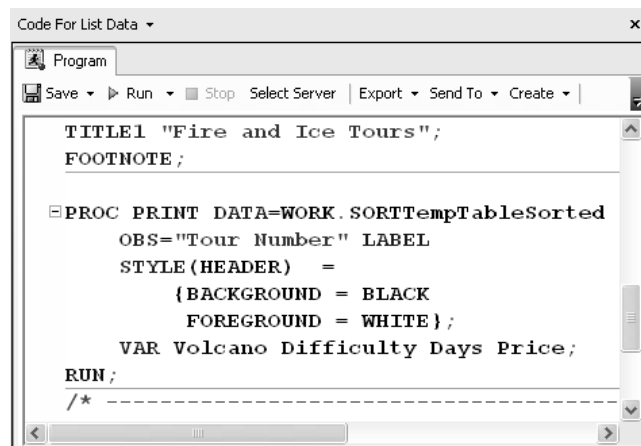 Code For List Data
Program
Save Run Stop Select Server Export Send To Create
TITLE1 "Fire and Ice Tours";
FOOTNOTE;
PROC PRINT DATA=WORK.SORTTempTableSorted
OBS="Tour Number" LABEL
STYLE(HEADER) =
{BACKGROUND = BLACK
FOREGROUND = WHITE};
VAR Volcano Difficulty Days Price;
RUN;
/* --------------------------------------